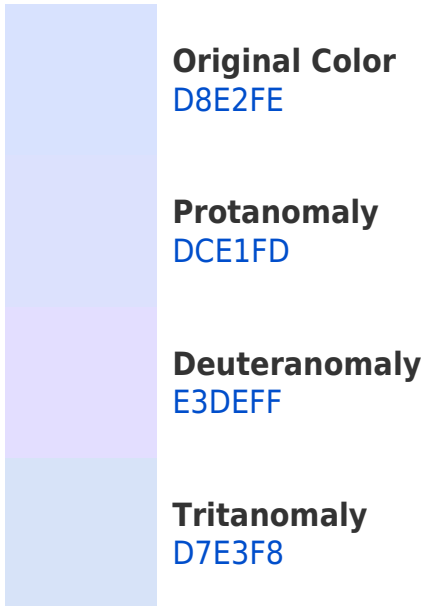 Original Color
D8E2FE
Protanomaly
DCE1FD
Deuteranomaly
E3DEFF
Tritanomaly
D7E3F8